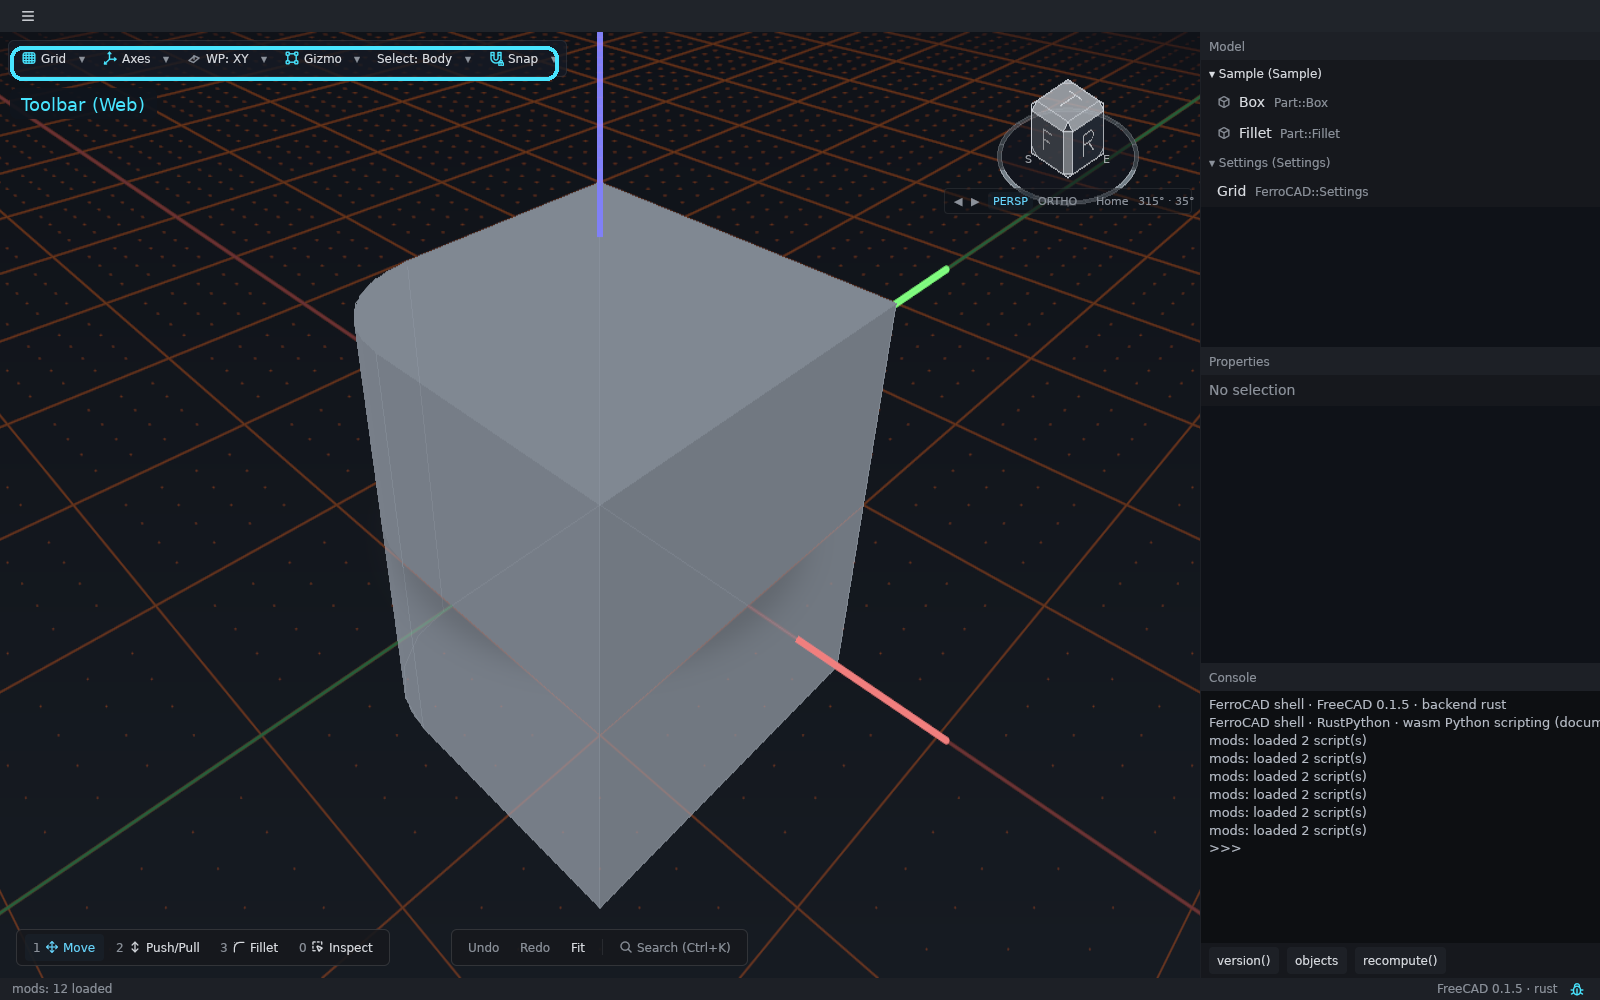 Grid Axes WP: XY Gizmo Select: Body Snap
Toolbar (Web)
T
F R
S E
PERSP ORTHO Home 315° · 35°
Model
Sample (Sample)
Box Part::Box
Fillet Part::Fillet
Settings (Settings)
Grid FerroCAD::Settings
Properties
No selection
Console
FerroCAD shell · FreeCAD 0.1.5 · backend rust
FerroCAD shell · RustPython · wasm Python scripting (docum
mods: loaded 2 script(s)
mods: loaded 2 script(s)
mods: loaded 2 script(s)
mods: loaded 2 script(s)
mods: loaded 2 script(s)
mods: loaded 2 script(s)
>>>
version() objects recompute()
1 Move 2 Push/Pull 3 Fillet 0 Inspect
Undo Redo Fit Search (Ctrl+K)
mods: 12 loaded
FreeCAD 0.1.5 · rust